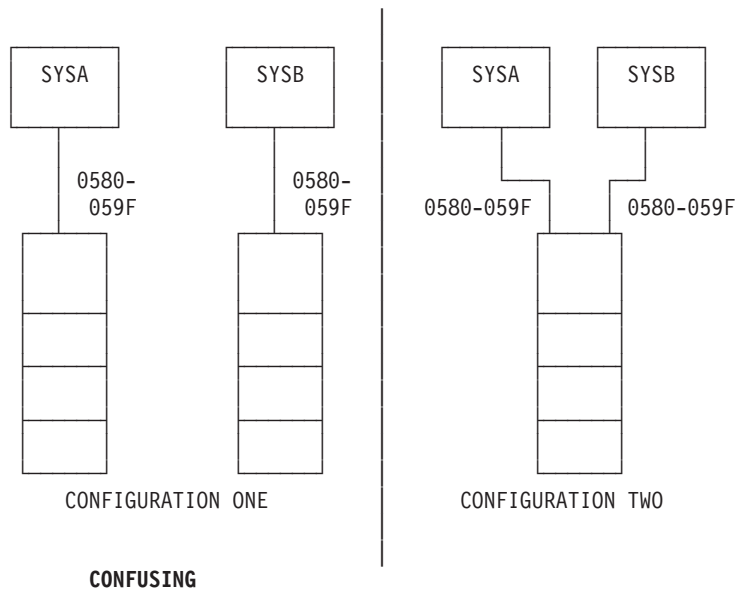 SYSA SYSB SYSA SYSB
0580- 0580-
059F 059F 0580-059F 0580-059F
CONFIGURATION ONE CONFIGURATION TWO
CONFUSING